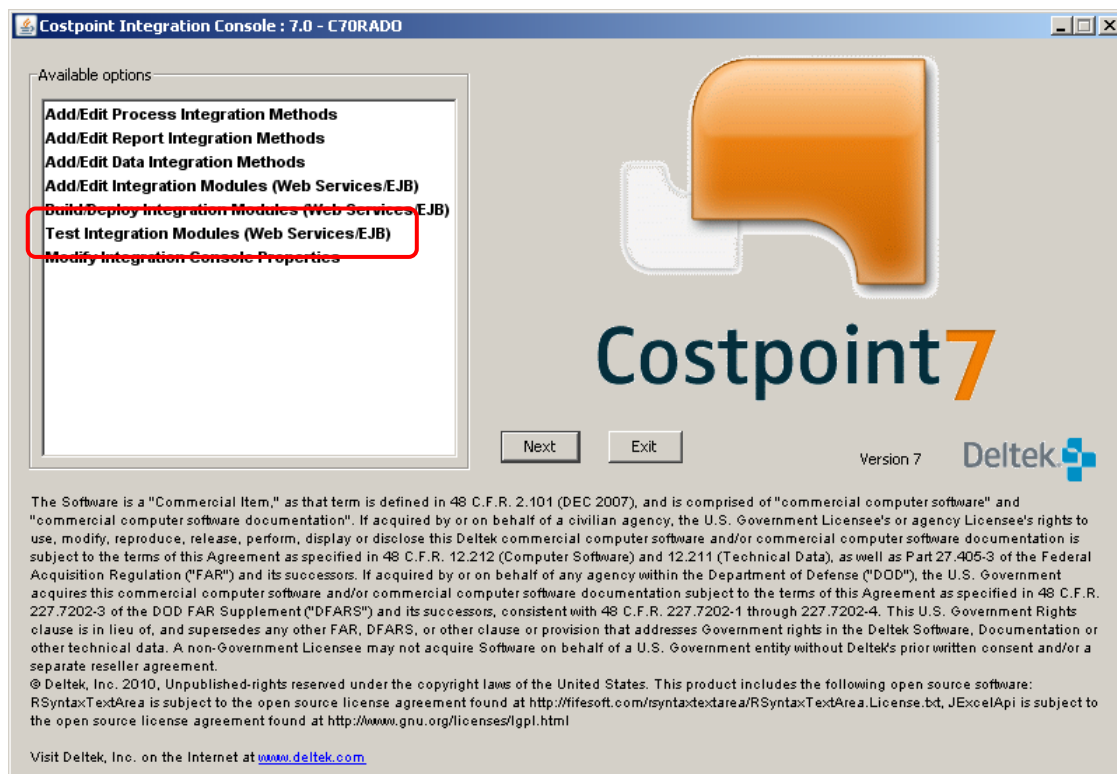 Costpoint Integration Console : 7.0 - C70RADO
Available options
Add/Edit Process Integration Methods
Add/Edit Report Integration Methods
Add/Edit Data Integration Methods
Add/Edit Integration Modules (Web Services/EJB)
Build/Deploy Integration Modules (Web Services/EJB)
Test Integration Modules (Web Services/EJB)
Modify Integration Console Properties
Costpoint 7
Next
Exit
Version 7
Deltek
The Software is a "Commercial Item," as that term is defined in 48 C.F.R. 2.101 (DEC 2007), and is comprised of "commercial computer software" and
"commercial computer software documentation". If acquired by or on behalf of a civilian agency, the U.S. Government Licensee's or agency Licensee's rights to
use, modify, reproduce, release, perform, display or disclose this Deltek commercial computer software and/or commercial computer software documentation is
subject to the terms of this Agreement as specified in 48 C.F.R. 12.212 (Computer Software) and 12.211 (Technical Data), as well as Part 27.405-3 of the Federal
Acquisition Regulation ("FAR") and its successors. If acquired by or on behalf of any agency within the Department of Defense ("DOD"), the U.S. Government
acquires this commercial computer software and/or commercial computer software documentation subject to the terms of this Agreement as specified in 48 C.F.R.
227.7202-3 of the DOD FAR Supplement ("DFARS") and its successors, consistent with 48 C.F.R. 227.7202-1 through 227.7202-4. This U.S. Government Rights
clause is in lieu of, and supersedes any other FAR, DFARS, or other clause or provision that addresses Government rights in the Deltek Software, Documentation or
other technical data. A non-Government Licensee may not acquire Software on behalf of a U.S. Government entity without Deltek's prior written consent and/or a
separate reseller agreement.
© Deltek, Inc. 2010, Unpublished-rights reserved under the copyright laws of the United States. This product includes the following open source software:
RSyntaxTextArea is subject to the open source license agreement found at http://fifesoft.com/rsyntaxtextarea/RSyntaxTextArea.License.txt, JExcelApi is subject to
the open source license agreement found at http://www.gnu.org/licenses/lgpl.html
Visit Deltek, Inc. on the Internet at www.deltek.com